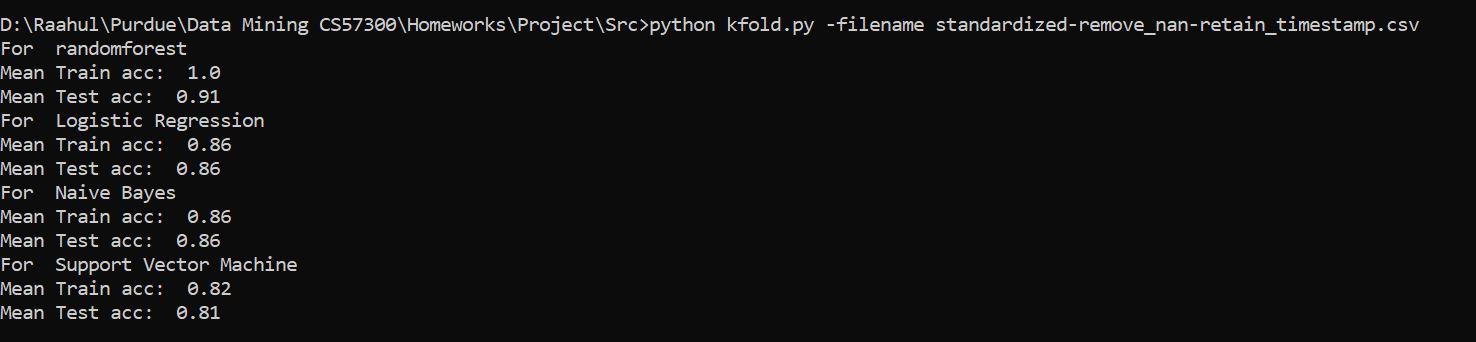 D:\Raahul\Purdue\Data Mining CS57300\Homeworks\Project\Src>python kfold.py -filename standardized-remove_nan-retain_timestamp.csv
For  randomforest
Mean Train acc:  1.0
Mean Test acc:  0.91
For  Logistic Regression
Mean Train acc:  0.86
Mean Test acc:  0.86
For  Naive Bayes
Mean Train acc:  0.86
Mean Test acc:  0.86
For  Support Vector Machine
Mean Train acc:  0.82
Mean Test acc:  0.81